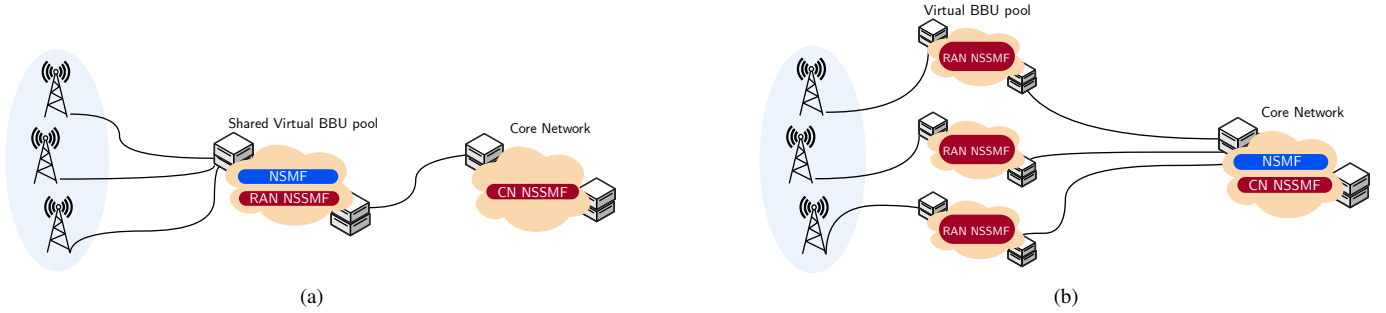 Shared Virtual BBU pool
NSMF
RAN NSSMF
Core Network
CN NSSMF
(a)
Virtual BBU pool
RAN NSSMF
RAN NSSMF
RAN NSSMF
Core Network
NSMF
CN NSSMF
(b)